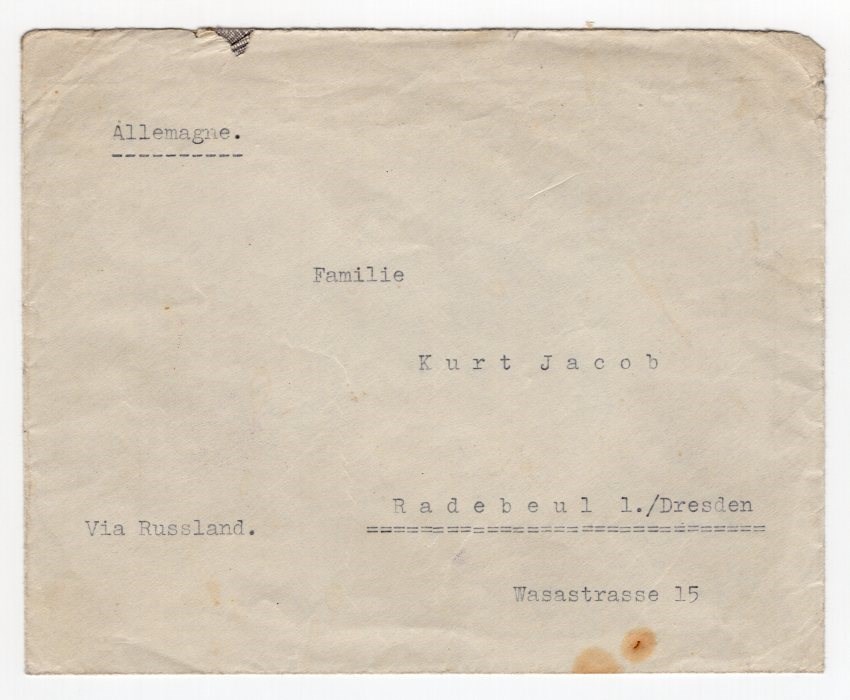 Allemagne.
Familie
Kurt Jacob
Radebeul 1./Dresden
Via Russland.
Wasastrasse 15